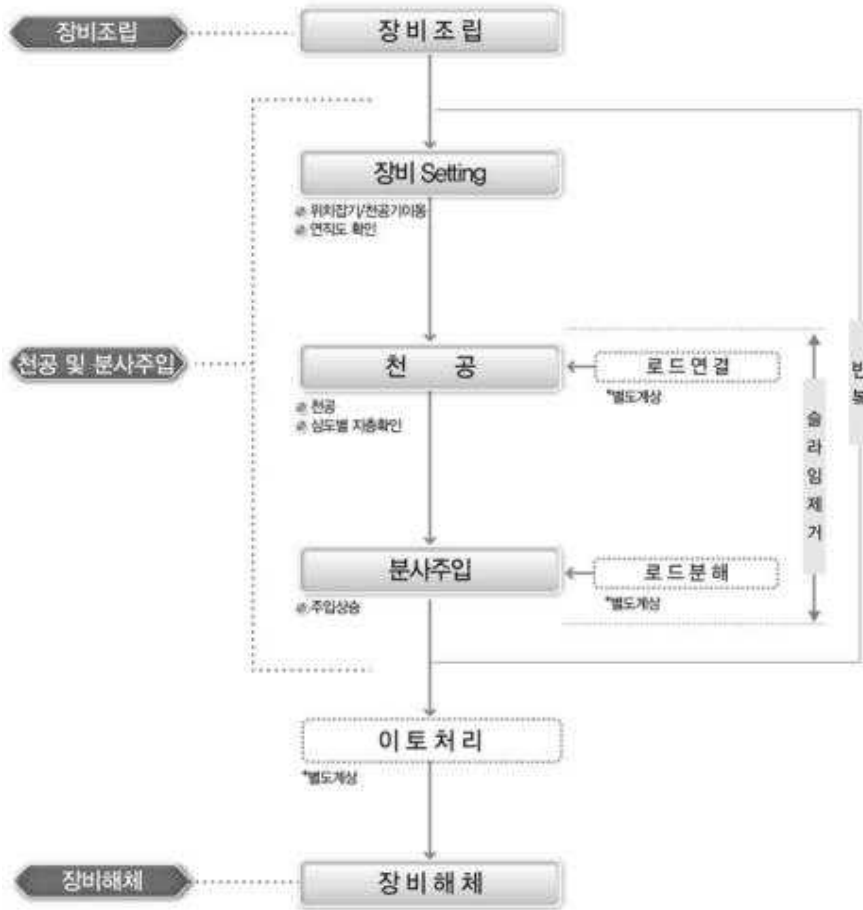 장비조립
장비조립
장비 Setting
위치잡기/천공기이동
연직도 확인
천공 및 분사주입
천 공
로드연결
*별도계상
천공
심도별 지층확인
반복
슬라임제거
분사주입
로드분해
*별도계상
주입상승
이토처리
*별도계상
장비해체
장비해체